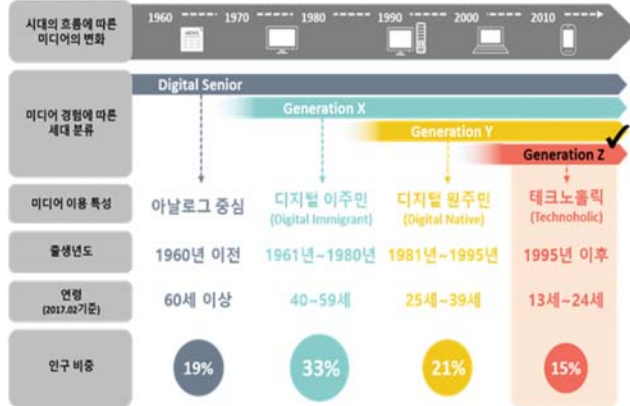 시대의 흐름에 따른
미디어의 변화
1960 1970 1980 1990 2000 2010
NEWS
미디어 경험에 따른
세대 분류
Digital Senior
Generation X
Generation Y
Generation Z
미디어 이용 특성
아날로그 중심
디지털 이주민
(Digital Immigrant)
디지털 원주민
(Digital Native)
테크노홀릭
(Technoholic)
출생년도
1960년 이전
1961년~1980년
1981년~1995년
1995년 이후
연령
(2017.02기준)
60세 이상
40~59세
25세~39세
13세~24세
인구 비중
19%
33%
21%
15%